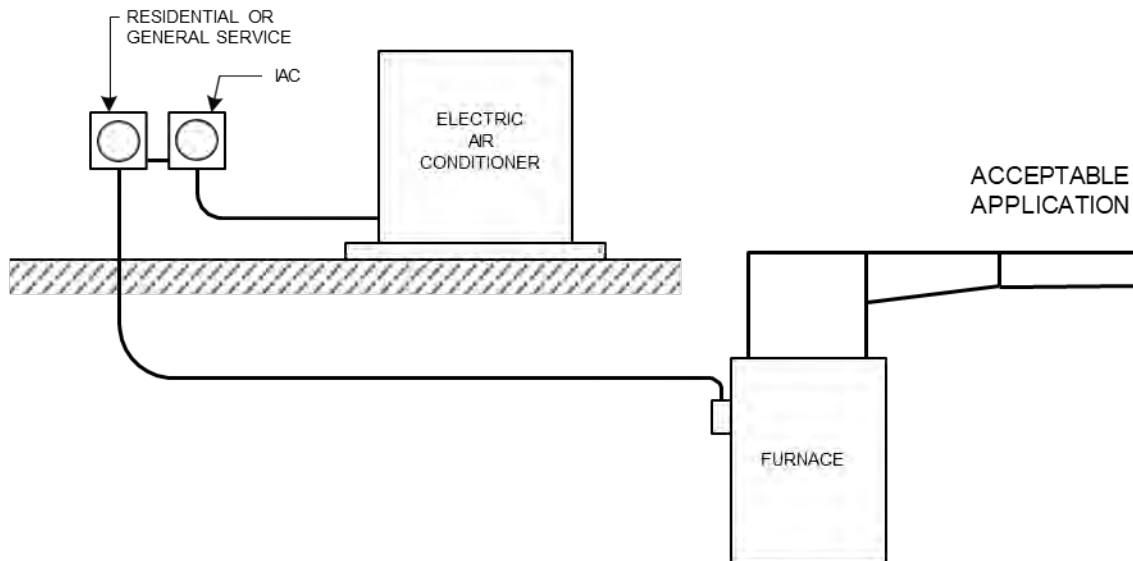 RESIDENTIAL OR
GENERAL SERVICE
IAC
ELECTRIC
AIR
CONDITIONER
ACCEPTABLE
APPLICATION
FURNACE